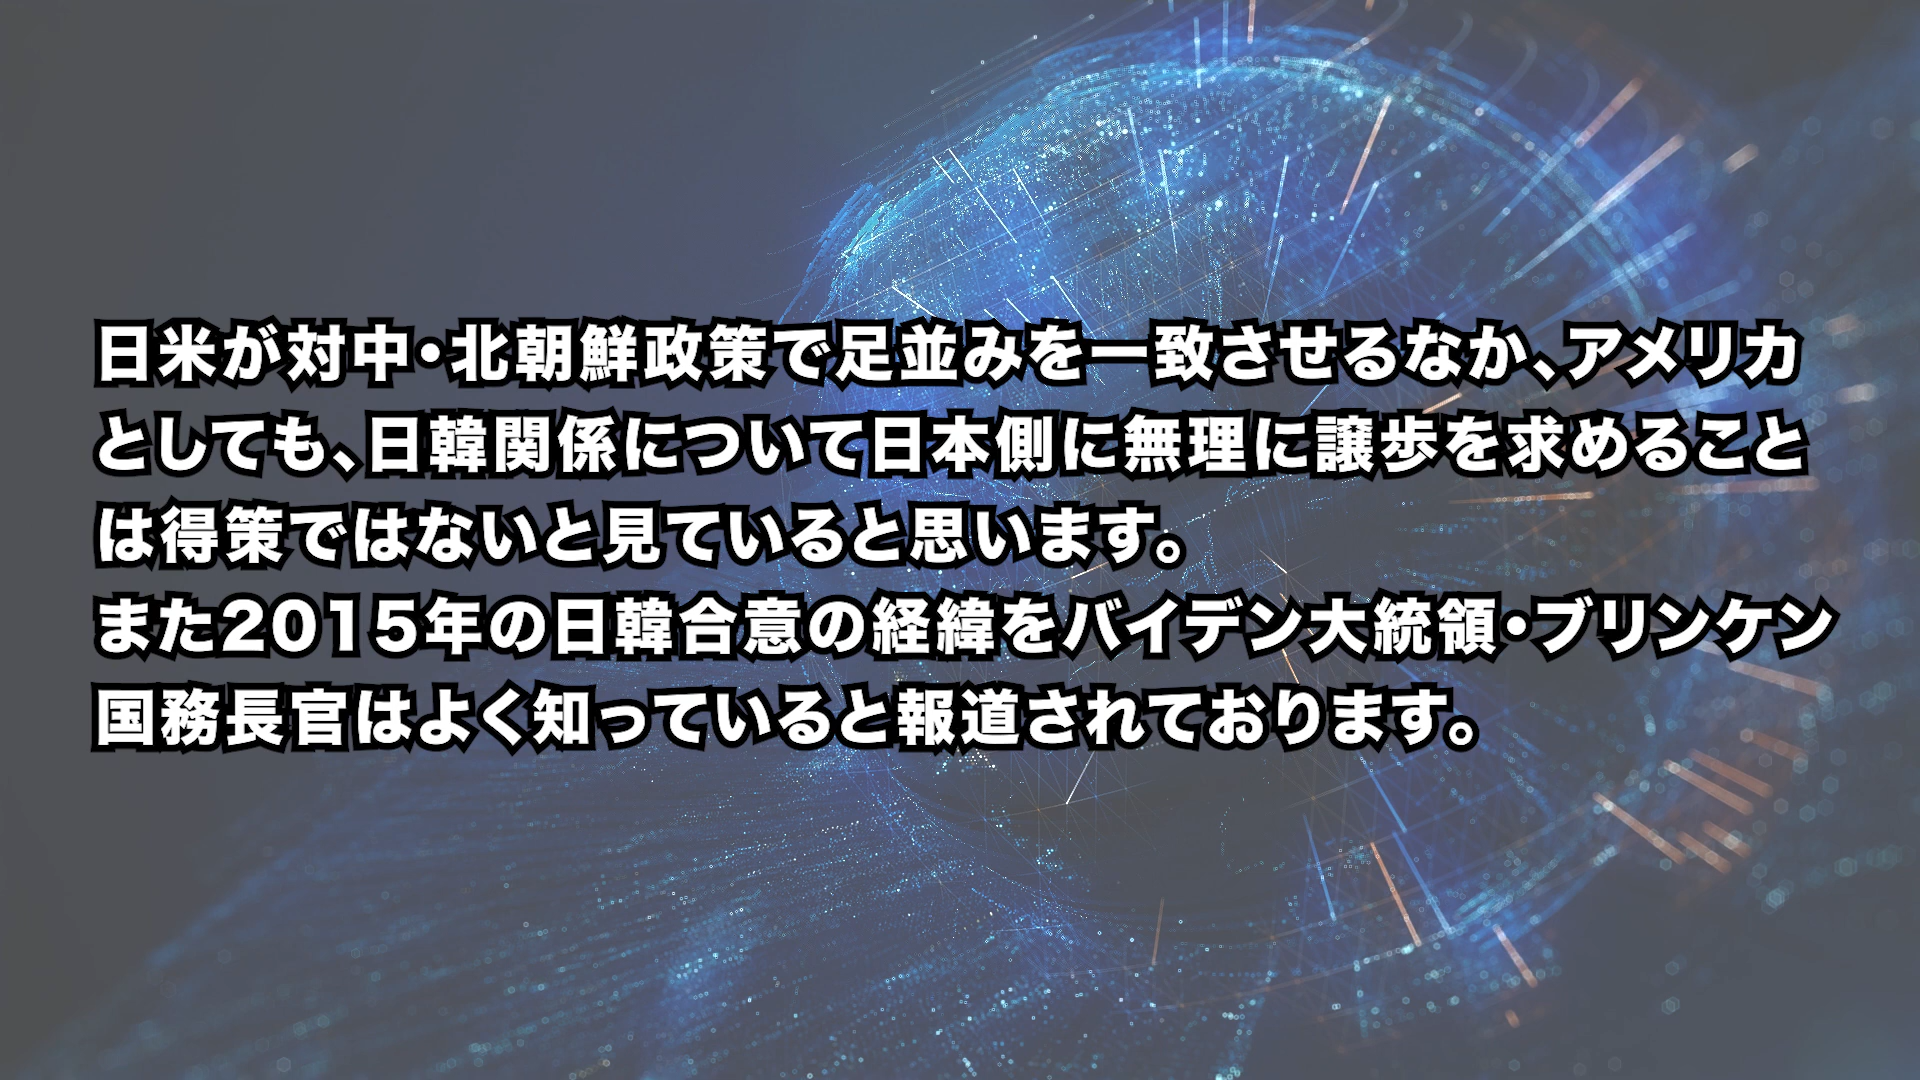 日米が対中・北朝鮮政策で足並みを一致させるなか、アメリカ
としても、日韓関係について日本側に無理に譲歩を求めること
は得策ではないと見ていると思います。
また2015年の日韓合意の経緯をバイデン大統領・ブリンケン
国務長官はよく知っていると報道されております。